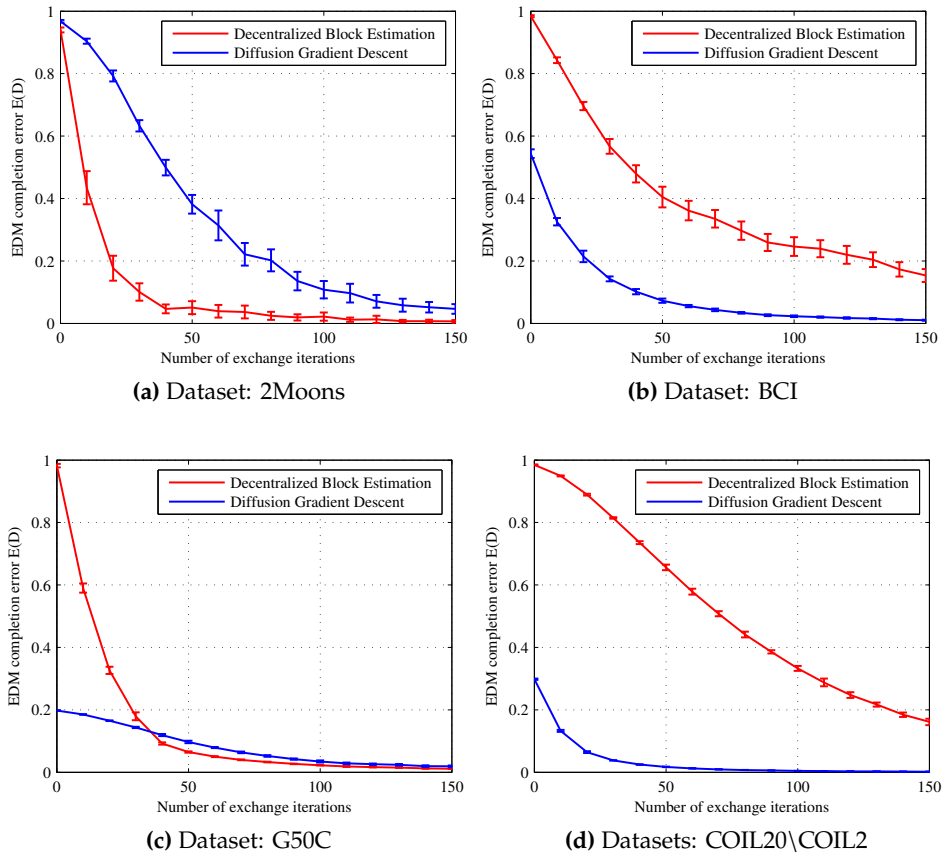 EDM completion error E(D)
1
0.8
0.6
0.4
0.2
0
0
50
100
150
Number of exchange iterations
Decentralized Block Estimation
Diffusion Gradient Descent
(a) Dataset: 2Moons
EDM completion error E(D)
1
0.8
0.6
0.4
0.2
0
0
50
100
150
Number of exchange iterations
Decentralized Block Estimation
Diffusion Gradient Descent
(b) Dataset: BCI
EDM completion error E(D)
1
0.8
0.6
0.4
0.2
0
0
50
100
150
Number of exchange iterations
Decentralized Block Estimation
Diffusion Gradient Descent
(c) Dataset: G50C
EDM completion error E(D)
1
0.8
0.6
0.4
0.2
0
0
50
100
150
Number of exchange iterations
Decentralized Block Estimation
Diffusion Gradient Descent
(d) Datasets: COIL20\COIL2